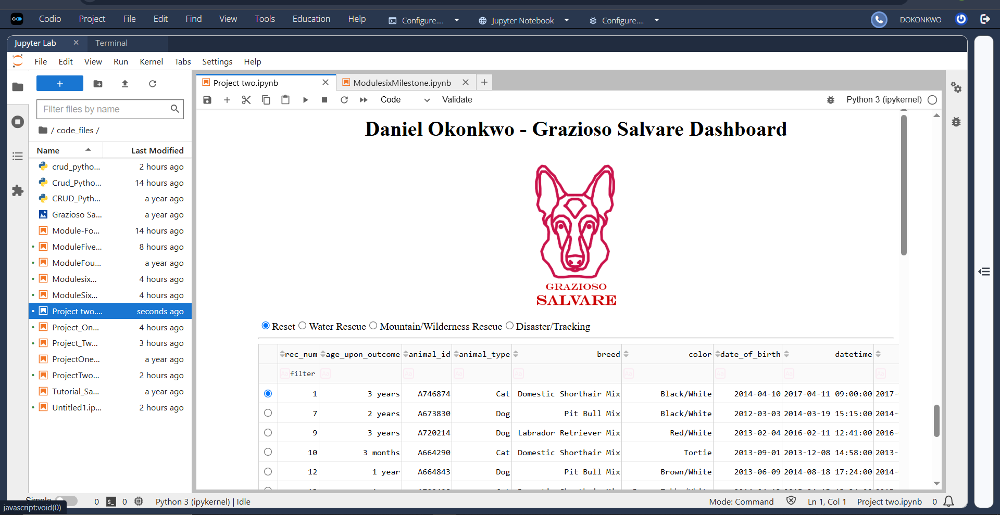 Codio Project File Edit Find View Tools Education Help Configure.... Jupyter Notebook Configure.... DOKONKWO
Jupyter Lab Terminal
File Edit View Run Kernel Tabs Settings Help
Project two.ipynb ModulesixMilestone.ipynb
Code Validate Python 3 (ipykernel)
Filter files by name
/ code_files /
Name Last Modified
crud_pytho... 2 hours ago
Crud_Pytho... 14 hours ago
CRUD_Pyth... a year ago
Grazioso Sa... a year ago
Module-Fo... 14 hours ago
ModuleFive... 8 hours ago
ModuleFou... a year ago
Modulesix... 4 hours ago
ModuleSix... 4 hours ago
Project two.... seconds ago
Project_On... 4 hours ago
Project_Tw... 3 hours ago
ProjectOne... a year ago
ProjectTwo... 2 hours ago
Tutorial_Sa... a year ago
Untitled1.ip... 2 hours ago
Daniel Okonkwo - Grazioso Salvare Dashboard
GRAZIOSO
SALVARE
Reset Water Rescue Mountain/Wilderness Rescue Disaster/Tracking
rec_num age_upon_outcome animal_id animal_type breed color date_of_birth datetime
filter
1 3 years A746874 Cat Domestic Shorthair Mix Black/White 2014-04-10 2017-04-11 09:00:00 2017-
7 2 years A673830 Dog Pit Bull Mix Black/White 2012-03-03 2014-03-19 15:15:00 2014-
9 3 years A720214 Dog Labrador Retriever Mix Red/White 2013-02-04 2016-02-11 12:41:00 2016-
10 3 months A664290 Cat Domestic Shorthair Mix Tortie 2013-09-01 2013-12-08 14:58:00 2013-
12 1 year A664843 Dog Pit Bull Mix Brown/White 2013-06-09 2014-08-18 17:24:00 2014-
Simple 0 0 Python 3 (ipykernel) | Idle Mode: Command Ln 1, Col 1 Project two.ipynb 0
javascript:void(0)